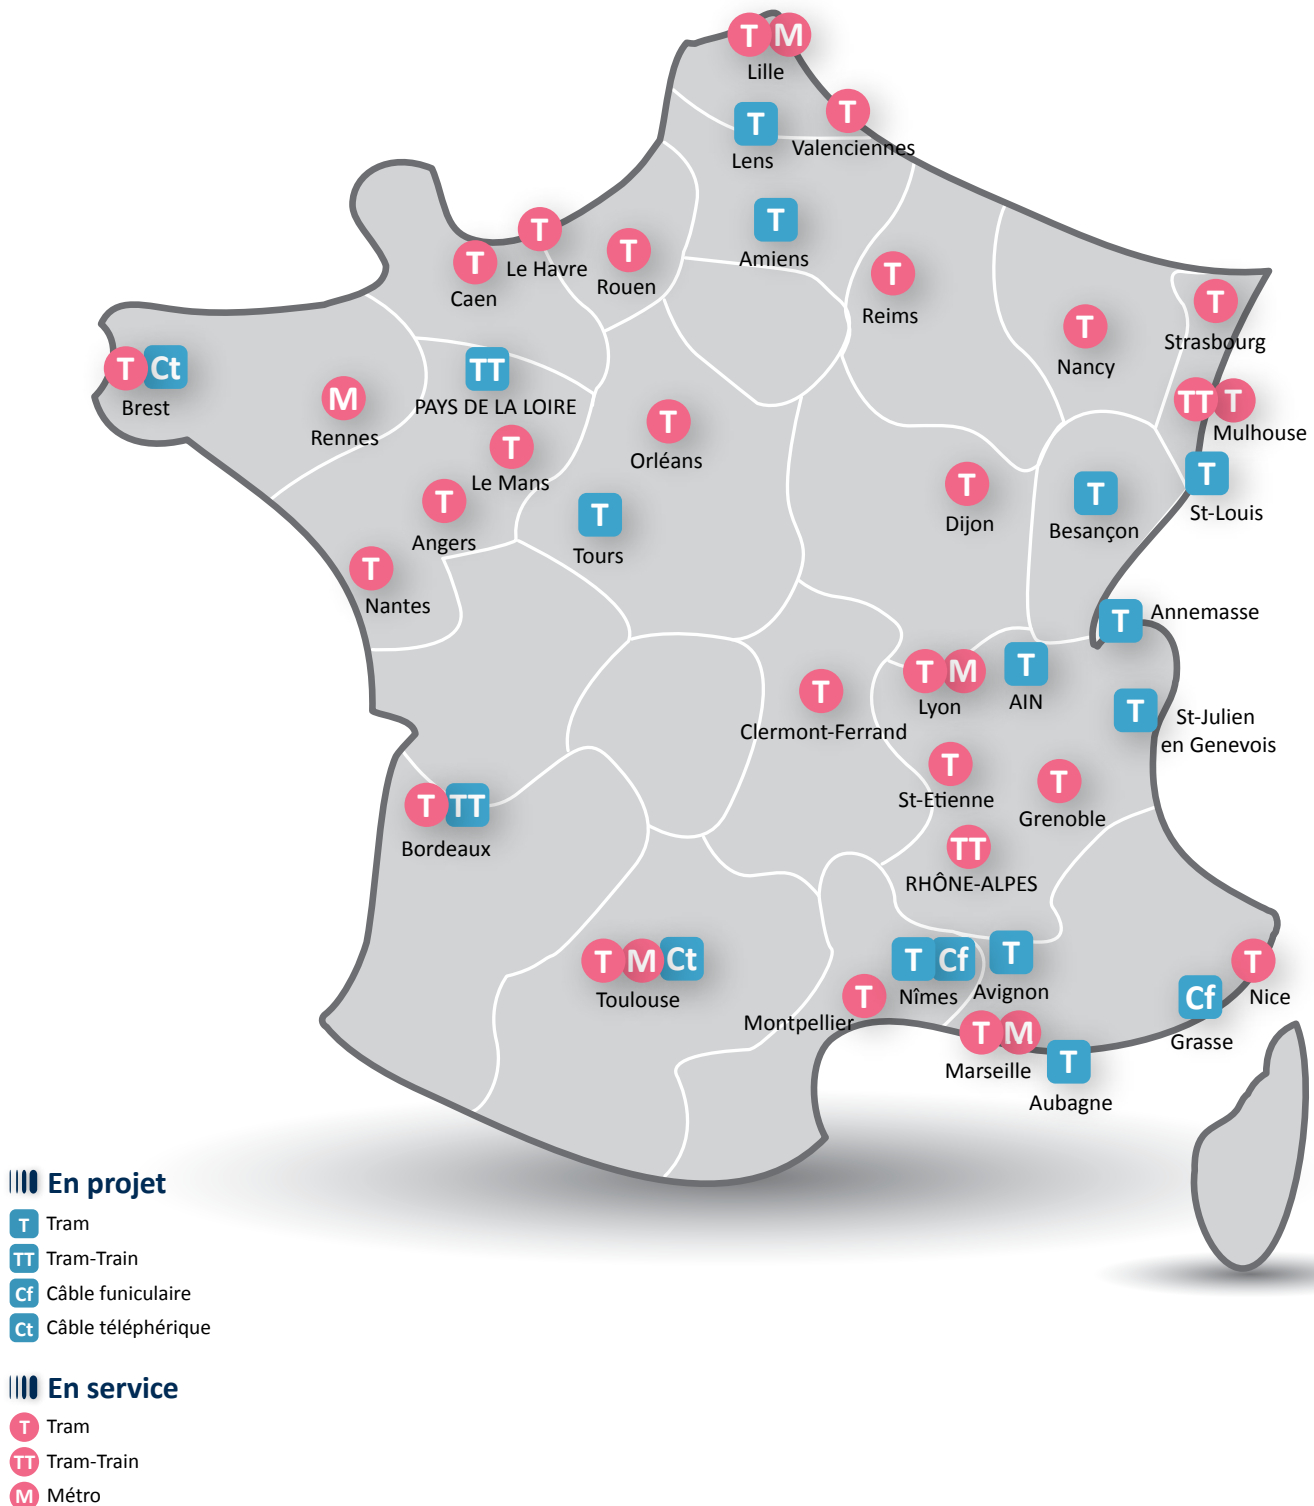 T M
Lille
T
Lens
T
Valenciennes
T
Amiens
T
Le Havre
T
Caen
T
Rouen
T
Reims
T
Strasbourg
T
Nancy
T Ct
Brest
M
Rennes
TT
PAYS DE LA LOIRE
T
Le Mans
T
Orléans
TT T
Mulhouse
T
St-Louis
T
Angers
T
Tours
T
Dijon
T
Besançon
T
Nantes
T
Annemasse
T M
Lyon
T
AIN
T
Clermont-Ferrand
T
St-Julien
en Genevois
T
St-Etienne
T
Grenoble
T TT
Bordeaux
TT
RHÔNE-ALPES
T M Ct
Toulouse
T Cf
Nîmes
T
Avignon
T
Montpellier
T
Nice
Cf
Grasse
T M
Marseille
T
Aubagne
En projet
T Tram
TT Tram-Train
Cf Câble funiculaire
Ct Câble téléphérique
En service
T Tram
TT Tram-Train
M Métro